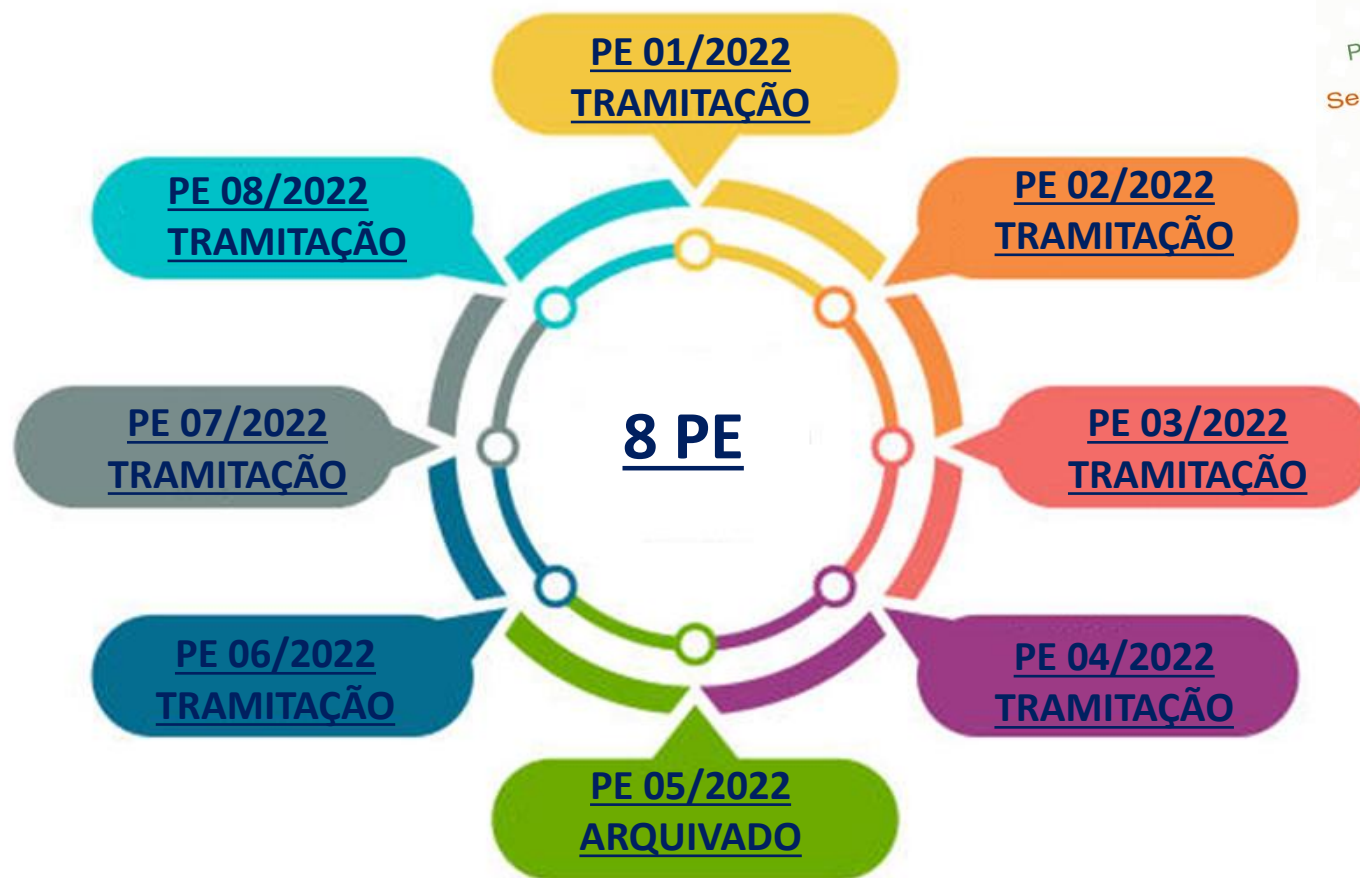 PE 01/2022
TRAMITAÇÃO
PE 02/2022
TRAMITAÇÃO
PE 03/2022
TRAMITAÇÃO
PE 04/2022
TRAMITAÇÃO
PE 05/2022
ARQUIVADO
PE 06/2022
TRAMITAÇÃO
PE 07/2022
TRAMITAÇÃO
PE 08/2022
TRAMITAÇÃO
8 PE